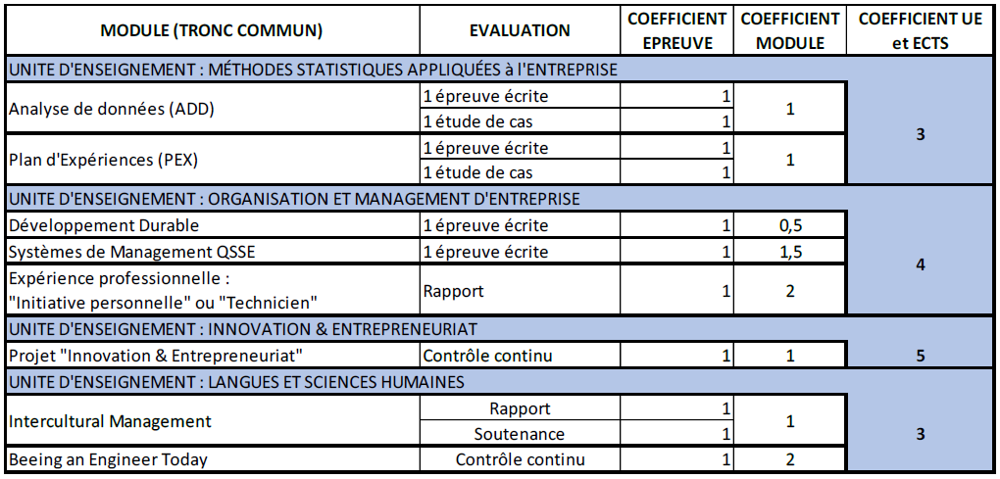 MODULE (TRONC COMMUN) EVALUATION COEFFICIENT EPREUVE COEFFICIENT MODULE COEFFICIENT UE et ECTS
UNITE D'ENSEIGNEMENT : MÉTHODES STATISTIQUES APPLIQUÉES à l'ENTREPRISE 3
Analyse de données (ADD) 1 épreuve écrite 1 1
1 étude de cas 1
Plan d'Expériences (PEX) 1 épreuve écrite 1 1
1 étude de cas 1
UNITE D'ENSEIGNEMENT : ORGANISATION ET MANAGEMENT D'ENTREPRISE 4
Développement Durable 1 épreuve écrite 1 0,5
Systèmes de Management QSSE 1 épreuve écrite 1 1,5
Expérience professionnelle :
"Initiative personnelle" ou "Technicien" Rapport 1 2
UNITE D'ENSEIGNEMENT : INNOVATION & ENTREPRENEURIAT 5
Projet "Innovation & Entrepreneuriat" Contrôle continu 1 1
UNITE D'ENSEIGNEMENT : LANGUES ET SCIENCES HUMAINES 3
Intercultural Management Rapport 1 1
Soutenance 1
Beeing an Engineer Today Contrôle continu 1 2